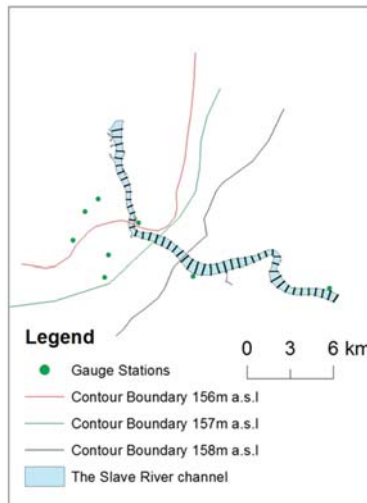 Legend
0 3 6 km
Gauge Stations
Contour Boundary 156m a.s.l
Contour Boundary 157m a.s.l
Contour Boundary 158m a.s.l
The Slave River channel